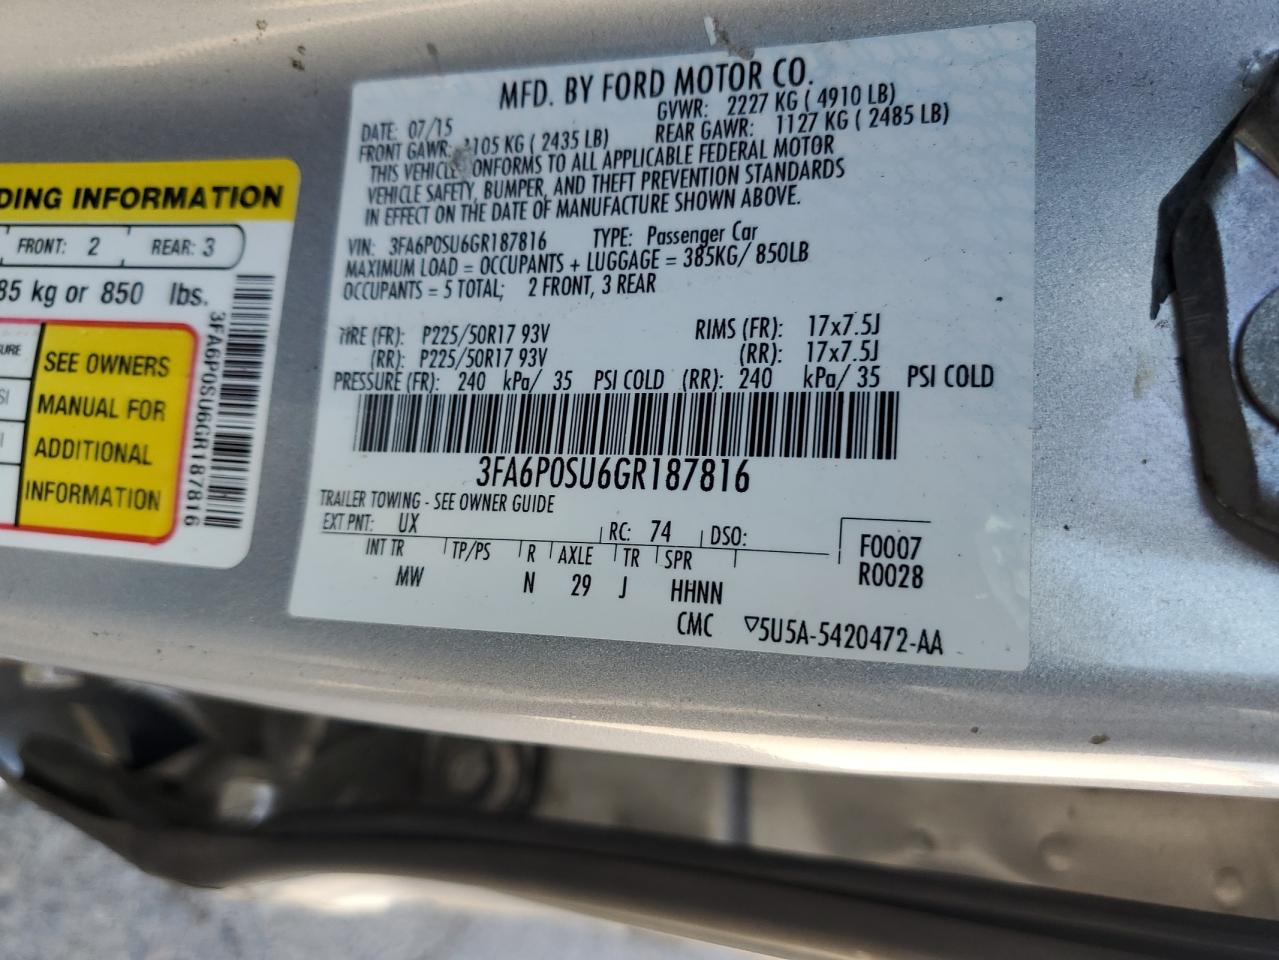 MFD. BY FORD MOTOR CO.
DATE: 07/15 GVWR: 2227 KG ( 4910 LB)
FRONT GAWR: 1105 KG ( 2435 LB) REAR GAWR: 1127 KG ( 2485 LB)
THIS VEHICLE CONFORMS TO ALL APPLICABLE FEDERAL MOTOR
VEHICLE SAFETY, BUMPER, AND THEFT PREVENTION STANDARDS
IN EFFECT ON THE DATE OF MANUFACTURE SHOWN ABOVE.
VIN: 3FA6P0SU6GR187816 TYPE: Passenger Car
MAXIMUM LOAD = OCCUPANTS + LUGGAGE = 385KG/ 850LB
OCCUPANTS = 5 TOTAL; 2 FRONT, 3 REAR
TIRE (FR): P225/50R17 93V RIMS (FR): 17x7.5J
(RR): P225/50R17 93V (RR): 17x7.5J
PRESSURE (FR): 240 kPa/ 35 PSI COLD (RR): 240 kPa/ 35 PSI COLD
3FA6P0SU6GR187816
TRAILER TOWING - SEE OWNER GUIDE
EXT PNT: UX RC: 74 DSO:
INT TR TP/PS R AXLE TR SPR
MW N 29 J HHNN
F0007
R0028
CMC ▽5U5A-5420472-AA
INFORMATION
FRONT: 2 REAR: 3
kg or 850 lbs.
SEE OWNERS
MANUAL FOR
ADDITIONAL
INFORMATION
3FA6P0SU6GR187816